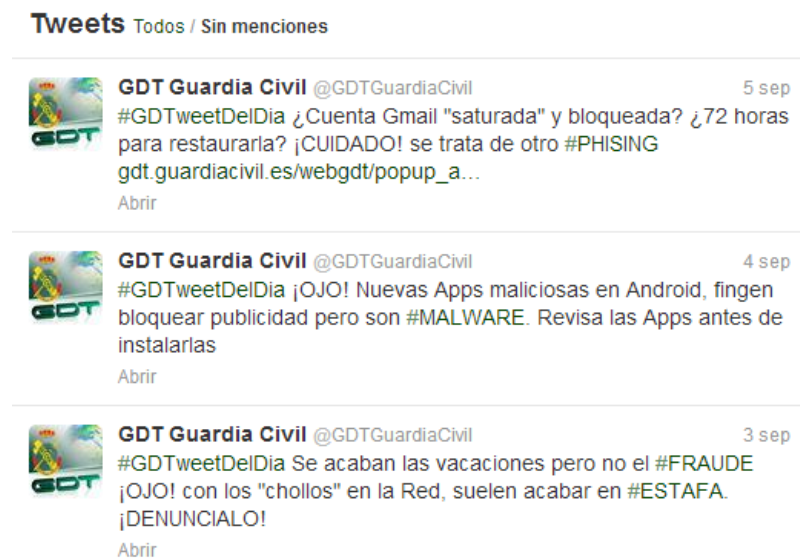 Tweets Todos / Sin menciones
GDT Guardia Civil @GDTGuardiaCivil 5 sep
#GDTweetDelDia ¿Cuenta Gmail "saturada" y bloqueada? ¿72 horas
para restaurarla? ¡CUIDADO! se trata de otro #PHISING
gdt.guardiacivil.es/webgdt/popup_a…
Abrir
GDT
GDT Guardia Civil @GDTGuardiaCivil 4 sep
#GDTweetDelDia ¡OJO! Nuevas Apps maliciosas en Android, fingen
bloquear publicidad pero son #MALWARE. Revisa las Apps antes de
instalarlas
Abrir
GDT
GDT Guardia Civil @GDTGuardiaCivil 3 sep
#GDTweetDelDia Se acaban las vacaciones pero no el #FRAUDE
¡OJO! con los "chollos" en la Red, suelen acabar en #ESTAFA.
¡DENUNCIALO!
Abrir
GDT